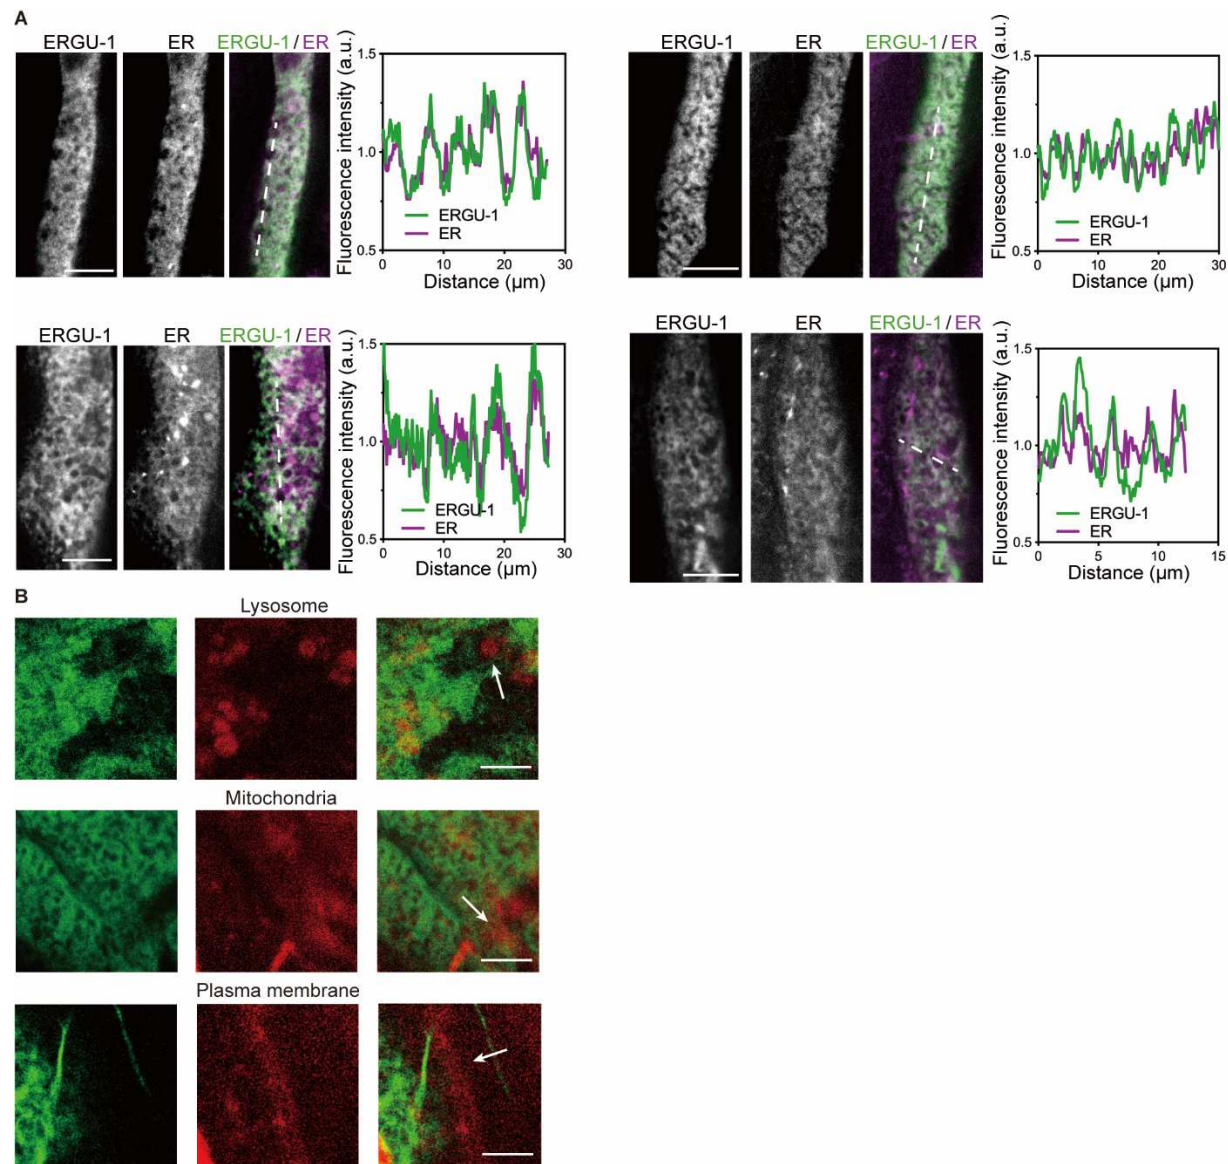 A
ERGU-1 ER ERGU-1/ER
Fluorescence intensity (a.u.)
1.5
1.0
0.5
ERGU-1
ER
0 10 20 30
Distance (µm)
ERGU-1 ER ERGU-1/ER
Fluorescence intensity (a.u.)
1.5
1.0
0.5
ERGU-1
ER
0 10 20 30
Distance (µm)
ERGU-1 ER ERGU-1/ER
Fluorescence intensity (a.u.)
1.5
1.0
0.5
ERGU-1
ER
0 10 20 30
Distance (µm)
ERGU-1 ER ERGU-1/ER
Fluorescence intensity (a.u.)
1.5
1.0
0.5
ERGU-1
ER
0 5 10 15
Distance (µm)
B
Lysosome
Mitochondria
Plasma membrane